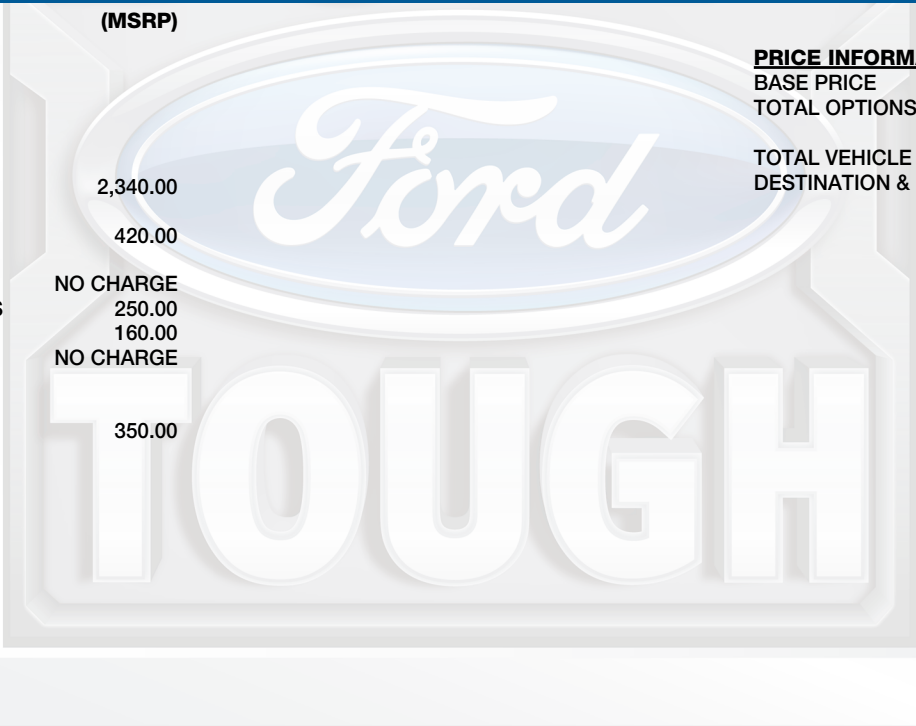 (MSRP)
2,340.00
420.00
NO CHARGE
S 250.00
160.00
NO CHARGE
350.00
PRICE INFORMA
BASE PRICE
TOTAL OPTIONS
TOTAL VEHICLE
DESTINATION &
Ford
TOUGH